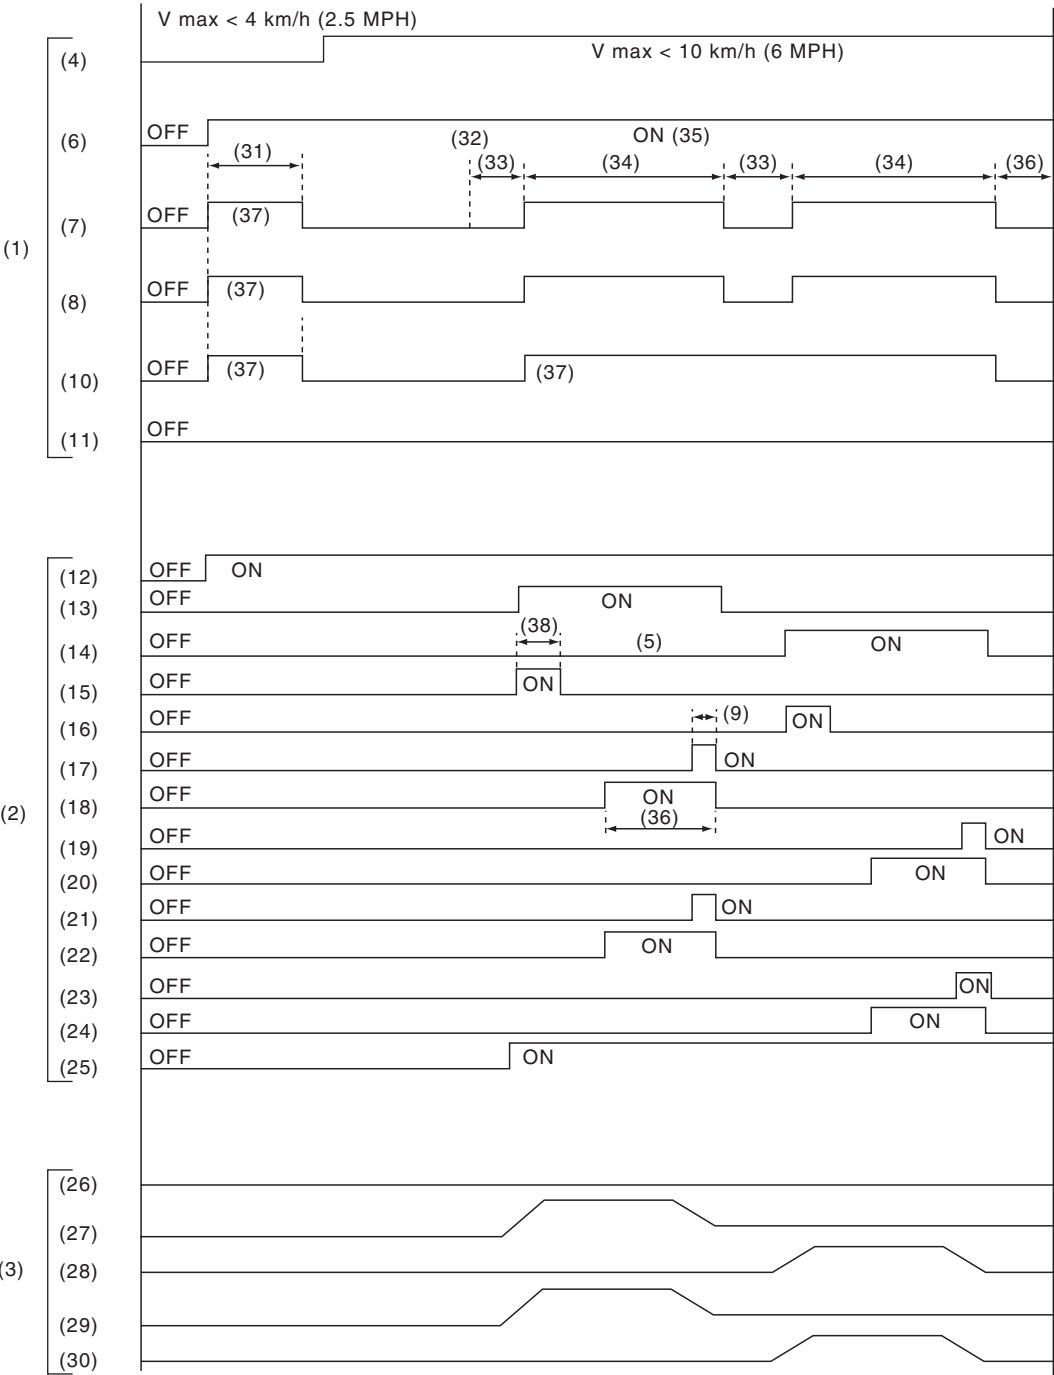 V max < 4 km/h (2.5 MPH)
(4)
V max < 10 km/h (6 MPH)
(6)
OFF
(32)
ON (35)
(31)
(33)
(34)
(33)
(34)
(36)
(7)
OFF
(37)
(1)
(8)
OFF
(37)
(10)
OFF
(37)
(37)
(11)
OFF
(12)
OFF
ON
(13)
OFF
ON
(38)
(14)
OFF
(5)
ON
(15)
OFF
ON
(16)
OFF
(9)
ON
(17)
OFF
ON
(2)
(18)
OFF
ON
(36)
(19)
OFF
ON
(20)
OFF
ON
(21)
OFF
ON
(22)
OFF
ON
(23)
OFF
ON
(24)
OFF
ON
(25)
OFF
ON
(26)
(27)
(3)
(28)
(29)
(30)